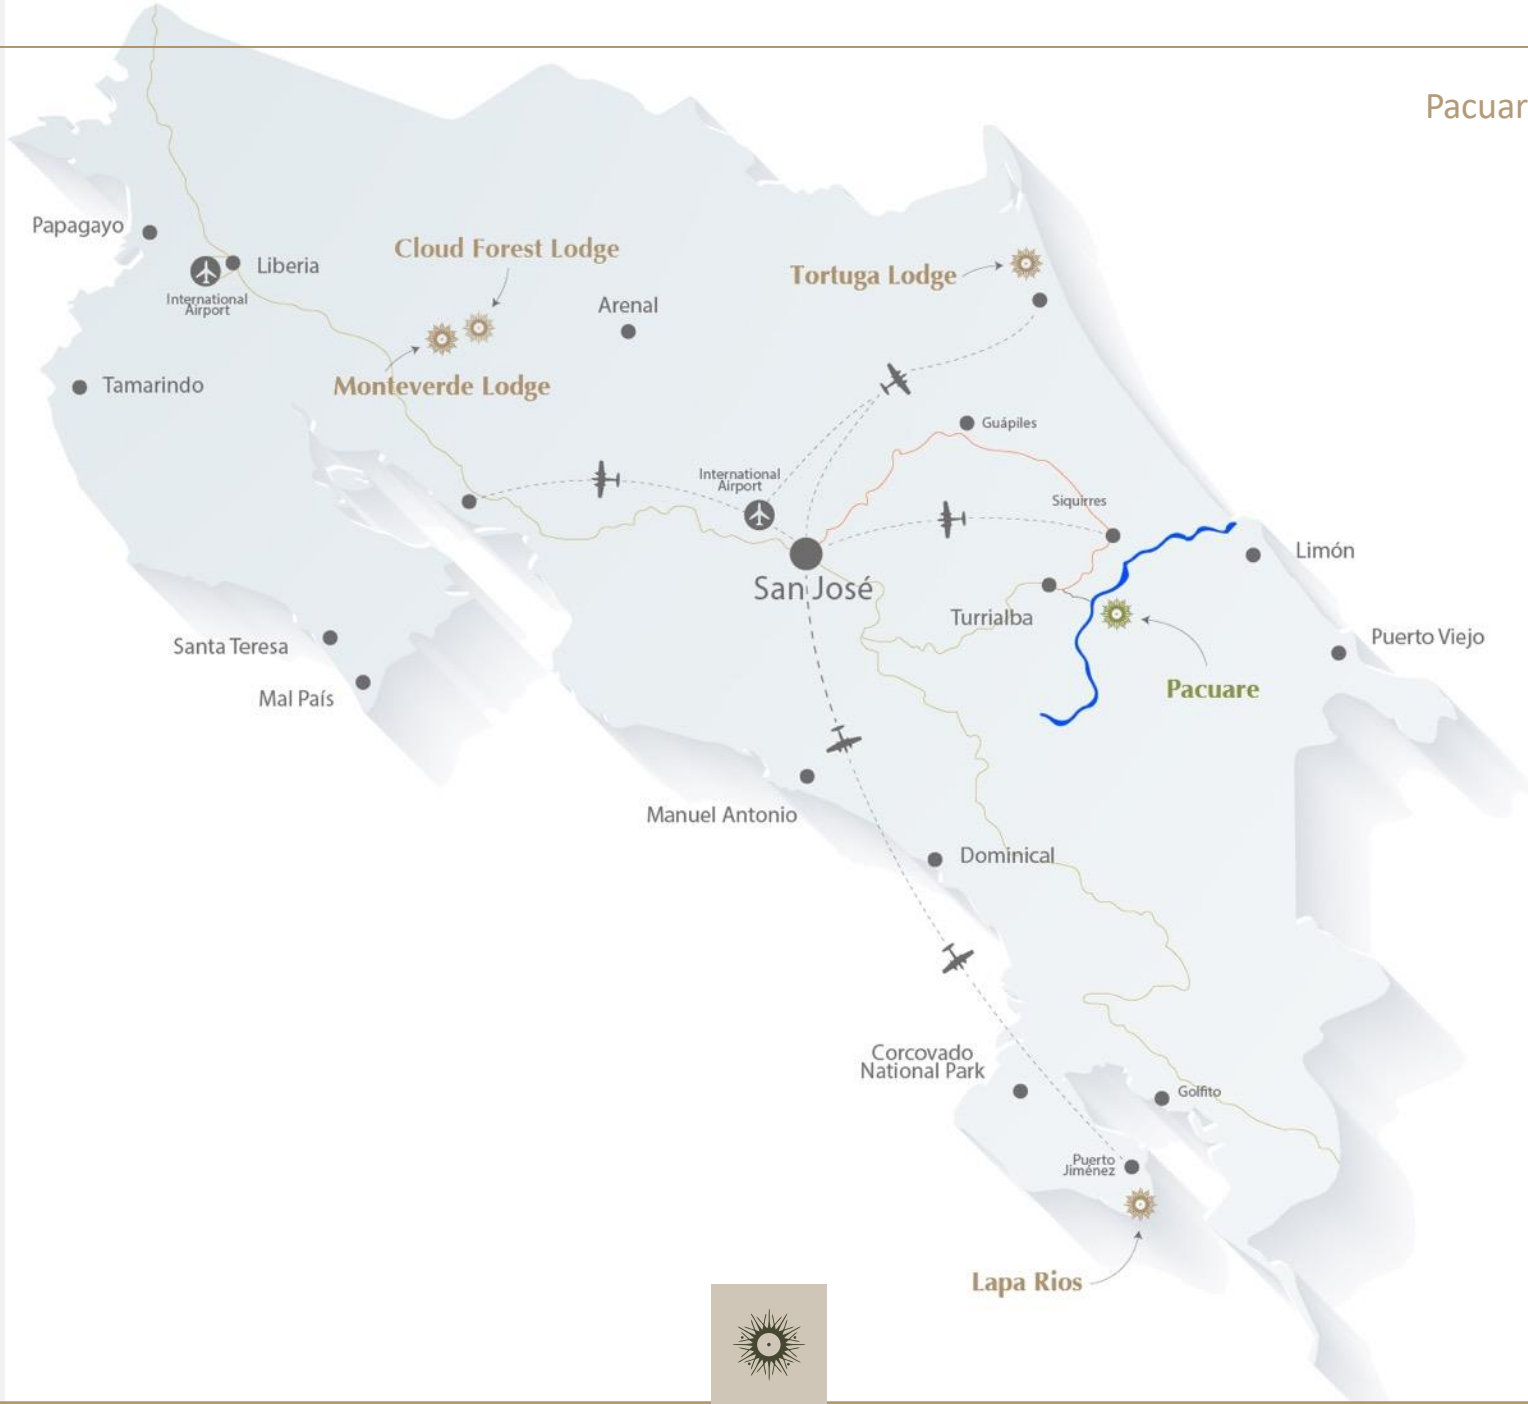 Pacuar
Papagayo
Liberia
International
Airport
Cloud Forest Lodge
Arenal
Tortuga Lodge
Monteverde Lodge
Tamarindo
Guápiles
International
Airport
Siquirres
San José
Limón
Turrialba
Santa Teresa
Puerto Viejo
Mal País
Pacuare
Manuel Antonio
Dominical
Corcovado
National Park
Golfito
Puerto
Jiménez
Lapa Rios